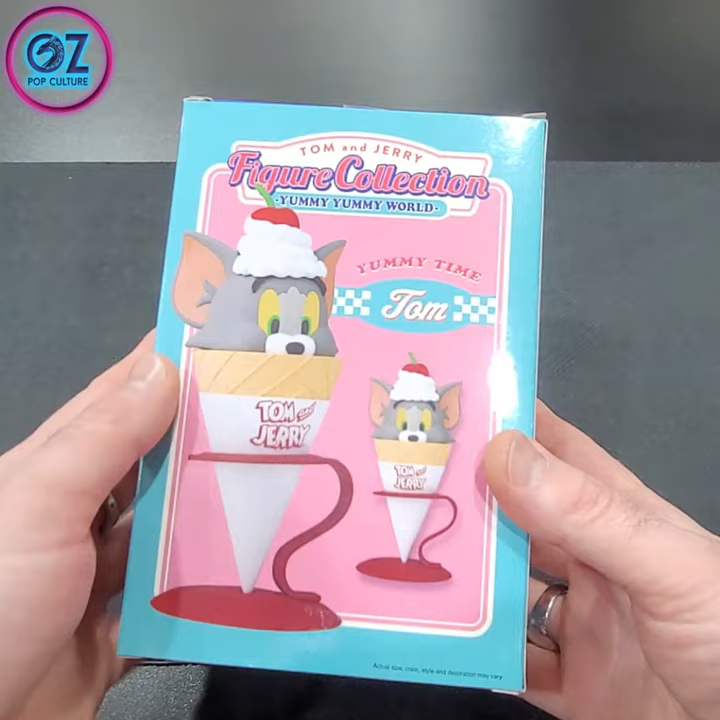 OZ
POP CULTURE
TOM and JERRY
Figure Collection
-YUMMY YUMMY WORLD-
YUMMY TIME
Tom
TOM and
JERRY
TOM and
JERRY
Actual size, color, style and decoration may vary.